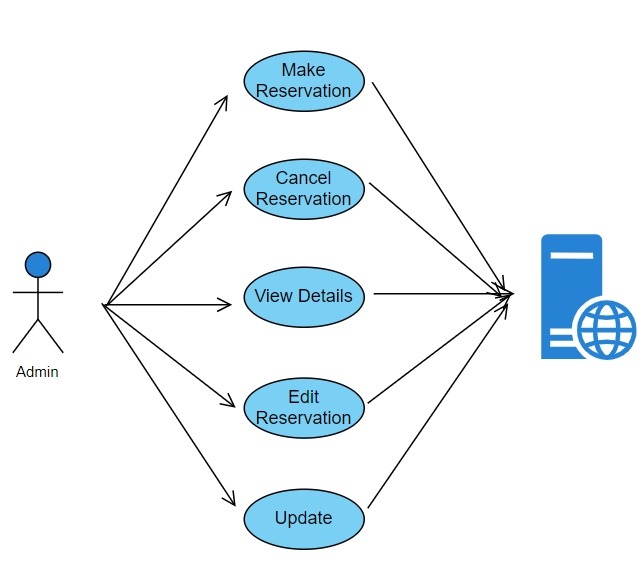 Make
Reservation
Cancel
Reservation
View Details
Edit
Reservation
Update
Admin